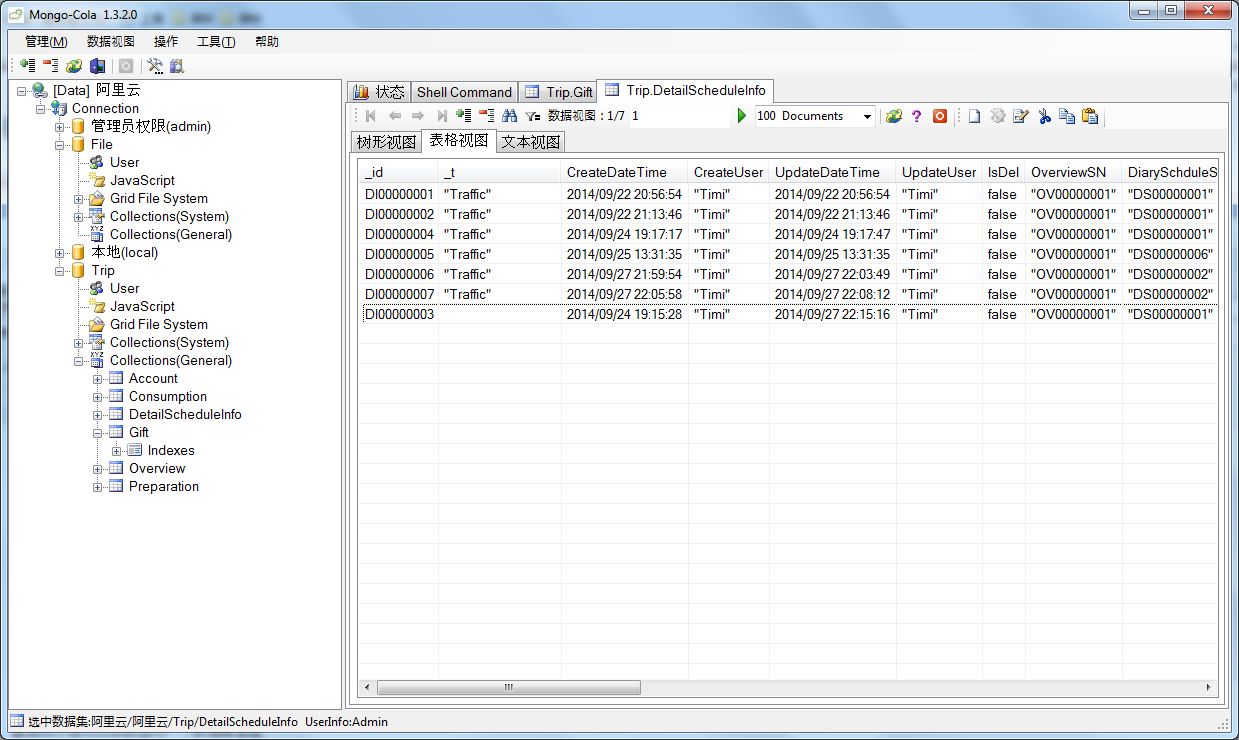 Mongo-Cola 1.3.2.0
管理(M) 数据视图 操作 工具(T) 帮助
[Data] 阿里云
Connection
管理员权限(admin)
File
User
JavaScript
Grid File System
Collections(System)
Collections(General)
本地(local)
Trip
User
JavaScript
Grid File System
Collections(System)
Collections(General)
Account
Consumption
DetailScheduleInfo
Gift
Indexes
Overview
Preparation
状态 Shell Command Trip.Gift Trip.DetailScheduleInfo
数据视图：1/7 1 100 Documents
树形视图 表格视图 文本视图
_id _t CreateDateTime CreateUser UpdateDateTime UpdateUser IsDel OverviewSN DiarySchduleS
DI00000001 "Traffic" 2014/09/22 20:56:54 "Timi" 2014/09/22 20:56:54 "Timi" false "OV00000001" "DS00000001"
DI00000002 "Traffic" 2014/09/22 21:13:46 "Timi" 2014/09/22 21:13:46 "Timi" false "OV00000001" "DS00000001"
DI00000004 "Traffic" 2014/09/24 19:17:17 "Timi" 2014/09/24 19:17:47 "Timi" false "OV00000001" "DS00000001"
DI00000005 "Traffic" 2014/09/25 13:31:35 "Timi" 2014/09/25 13:31:35 "Timi" false "OV00000001" "DS00000006"
DI00000006 "Traffic" 2014/09/27 21:59:54 "Timi" 2014/09/27 22:03:49 "Timi" false "OV00000001" "DS00000002"
DI00000007 "Traffic" 2014/09/27 22:05:58 "Timi" 2014/09/27 22:08:12 "Timi" false "OV00000001" "DS00000002"
DI00000003 2014/09/24 19:15:28 "Timi" 2014/09/27 22:15:16 "Timi" false "OV00000001" "DS00000001"
选中数据集:阿里云/阿里云/Trip/DetailScheduleInfo UserInfo:Admin